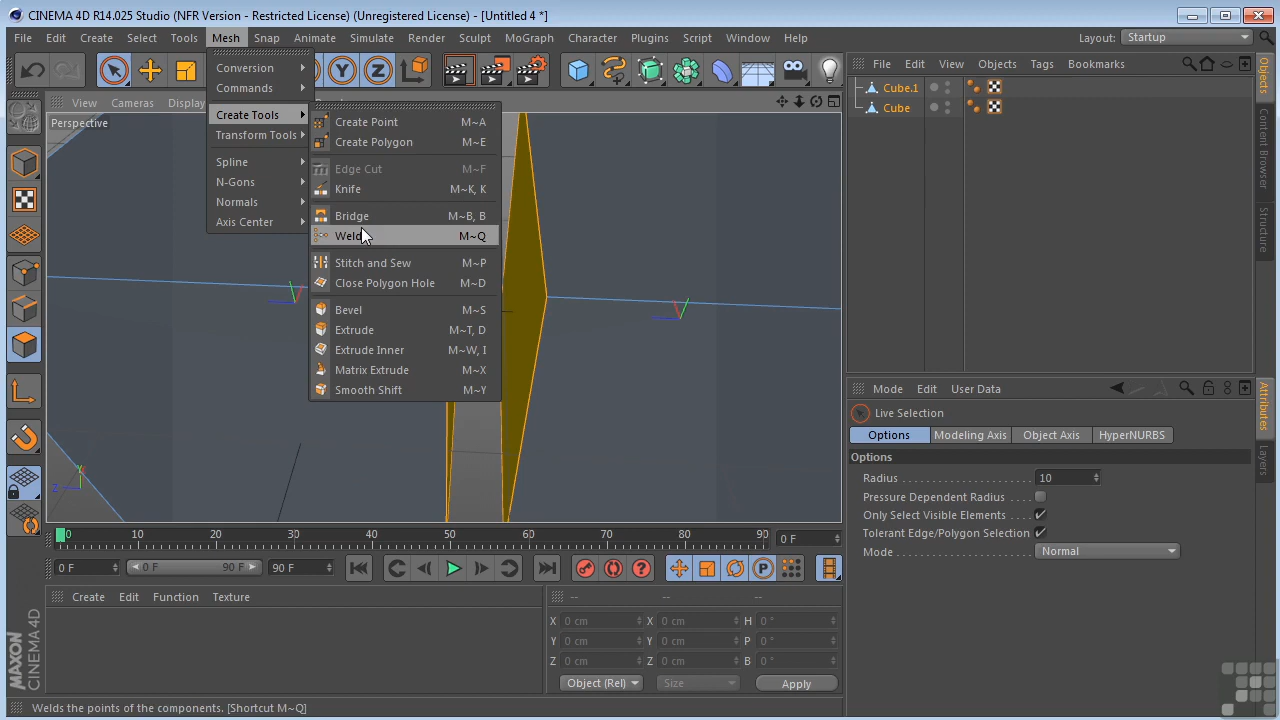 CINEMA 4D R14.025 Studio (NFR - Restricted License) (Unregistered License) - [Untitled 4 *]
File Edit Create Select Tools Mesh Snap Animate Simulate Render Sculpt MoGraph Character Plugins Script Window Help Layout: Startup
File Edit View Objects Tags Bookmarks
Cube.1
Cube
Objects
Content Browser
Structure
View Cameras Display
Perspective
Conversion
Commands
Create Tools
Transform Tools
Spline
N-Gons
Normals
Axis Center
Create Point M~A
Create Polygon M~E
Edge Cut M~F
Knife M~K, K
Bridge M~B, B
Weld M~Q
Stitch and Sew M~P
Close Polygon Hole M~D
Bevel M~S
Extrude M~T, D
Extrude Inner M~W, I
Matrix Extrude M~X
Smooth Shift M~Y
Y Z
Y
Z
Mode Edit User Data
Live Selection
Options Modeling Axis Object Axis HyperNURBS
Options
Radius 10
Pressure Dependent Radius
Only Select Visible Elements
Tolerant Edge/Polygon Selection
Mode Normal
Attributes
Layers
0 10 20 30 40 50 60 70 80 90 0 F
0 F 0 F 90 F 90 F P
Create Edit Function Texture
-- -- --
X 0 cm X 0 cm H 0 °
Y 0 cm Y 0 cm P 0 °
Z 0 cm Z 0 cm B 0 °
Object (Rel) Size Apply
MAXON CINEMA 4D
Welds the points of the components. [Shortcut M~Q]